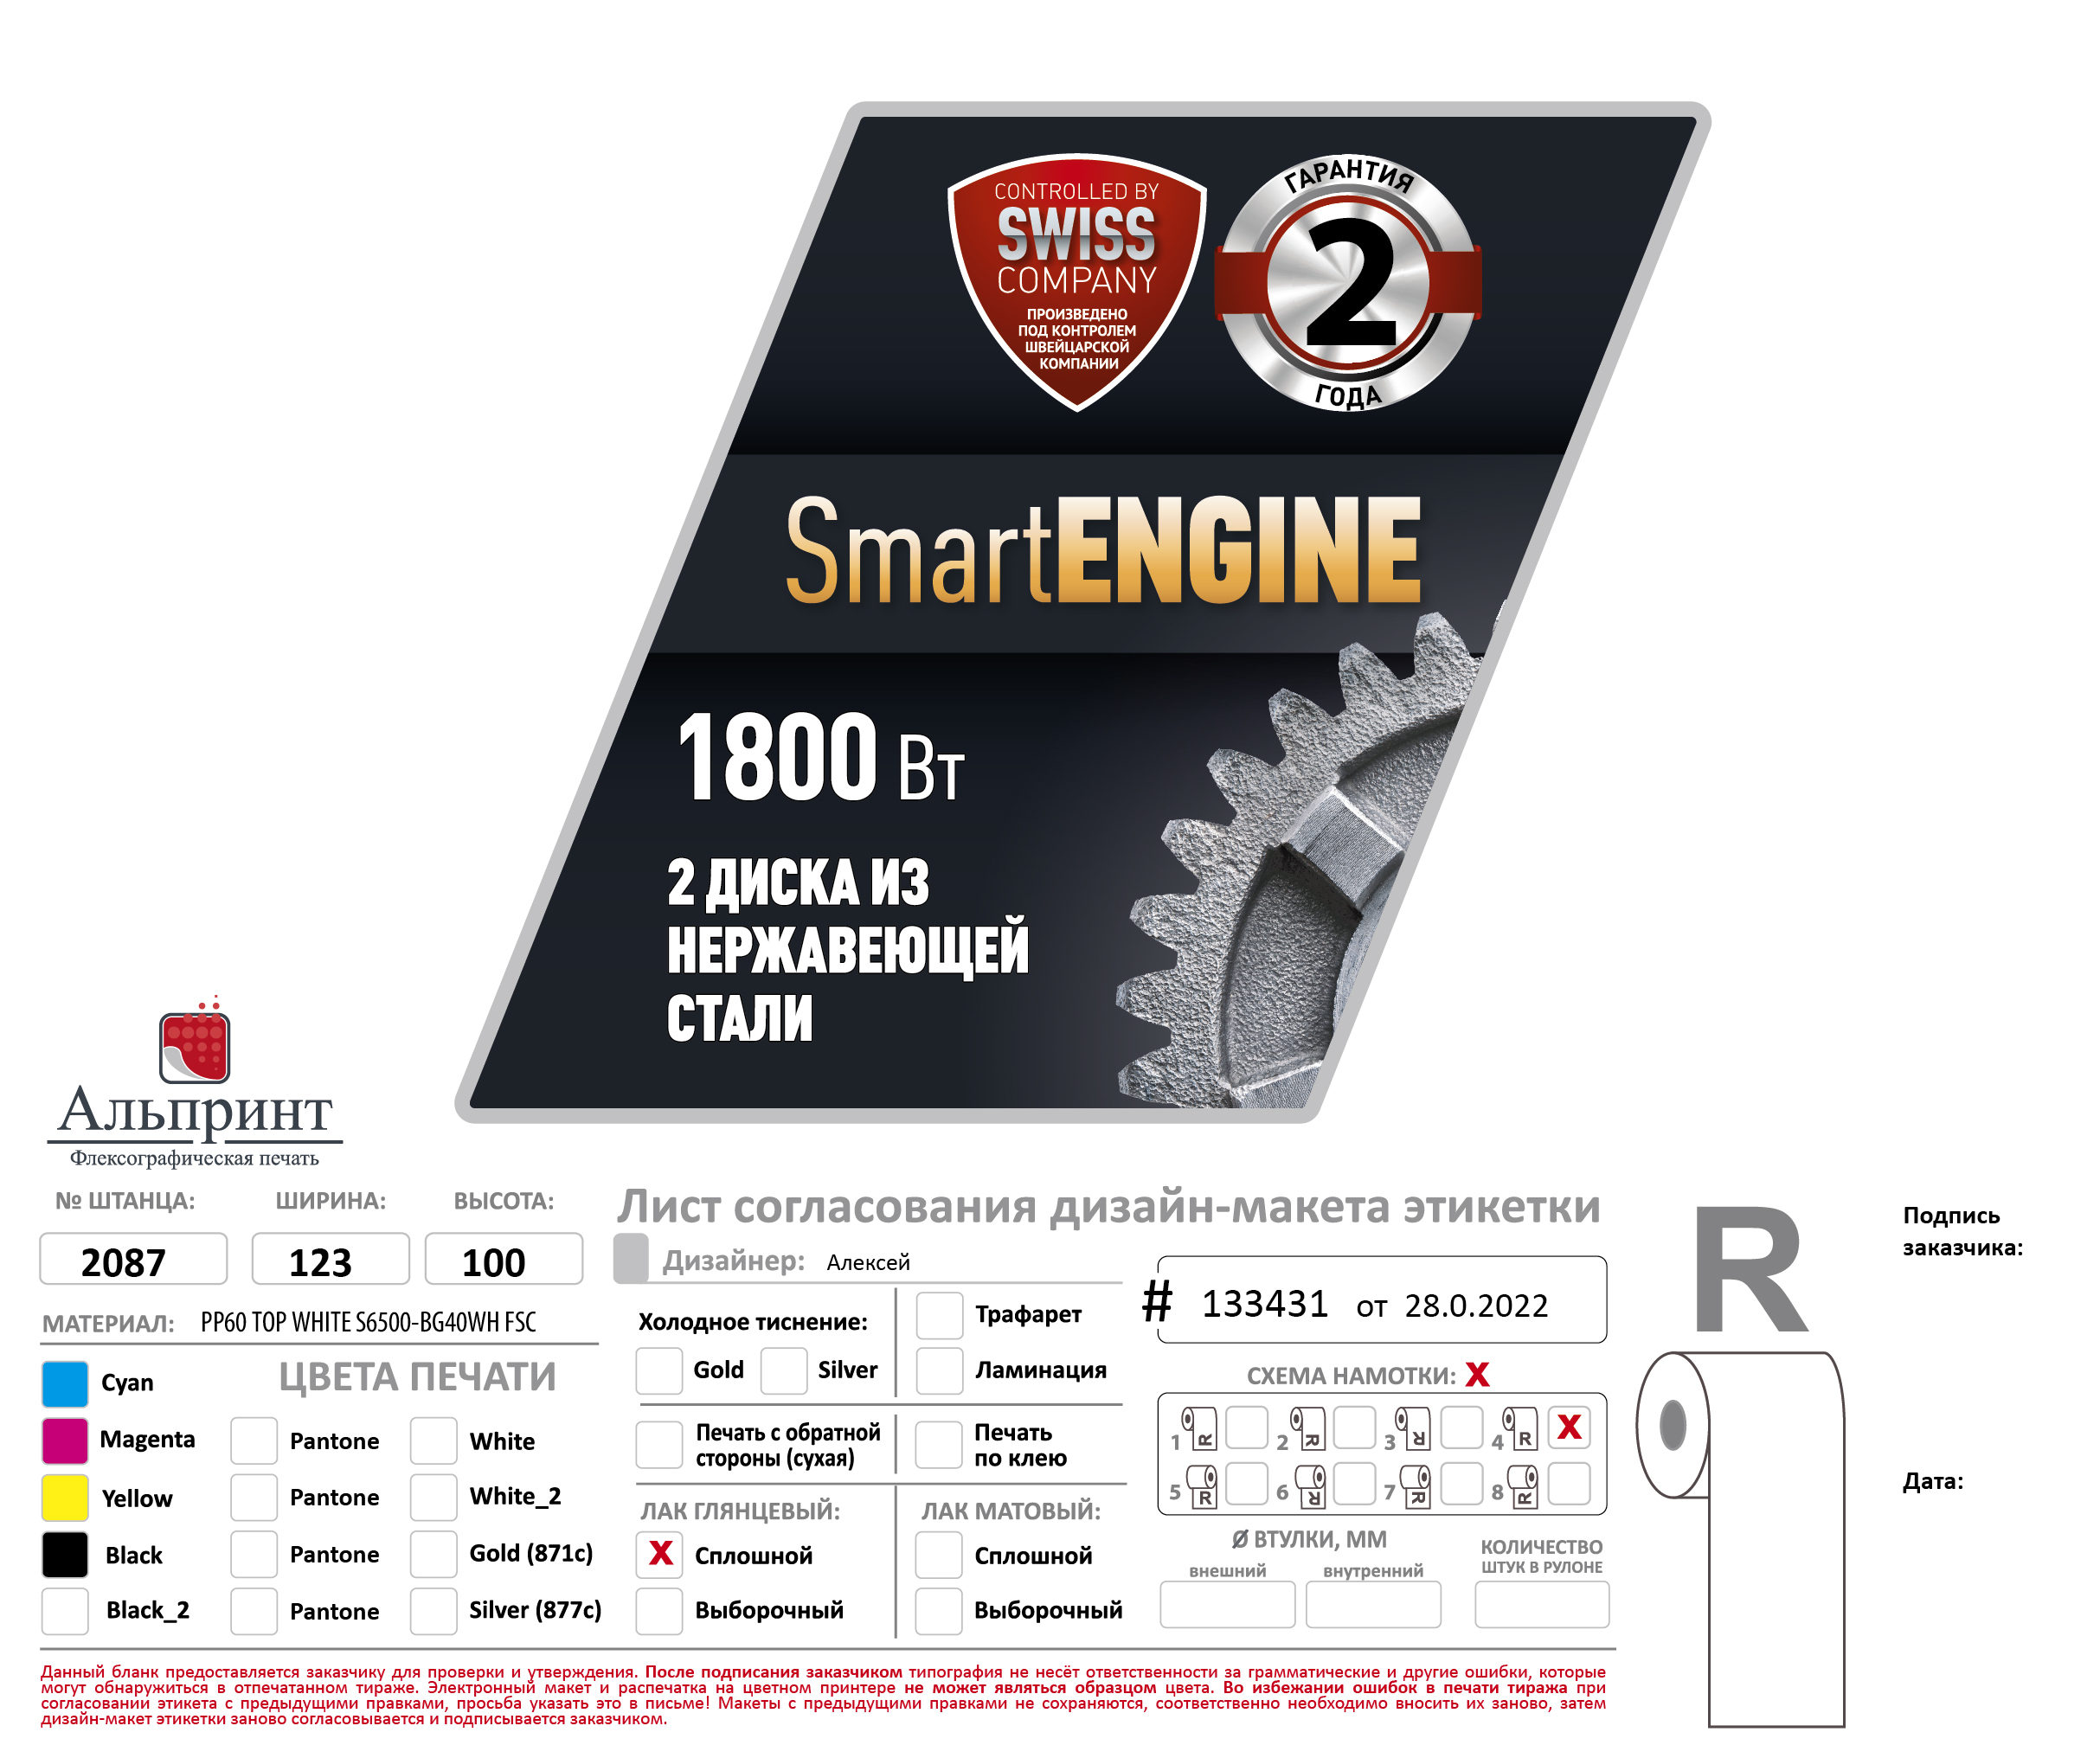 ГАРАНТИЯ
2
ГОДА
CONTROLLED BY
SWISS
COMPANY
ПРОИЗВЕДЕНО
ПОД КОНТРОЛЕМ
ШВЕЙЦАРСКОЙ
КОМПАНИИ
SmartENGINE
1800 Вт
2 ДИСКА ИЗ
НЕРЖАВЕЮЩЕЙ
СТАЛИ
Альпринт
Флексографическая печать
№ ШТАНЦА: ШИРИНА: ВЫСОТА:
2087 123 100
МАТЕРИАЛ: PP60 TOP WHITE S6500-BG40WH FSC
ЦВЕТА ПЕЧАТИ
Cyan
Magenta Pantone White
Yellow Pantone White_2
Black Pantone Gold (871c)
Black_2 Pantone Silver (877c)
Лист согласования дизайн-макета этикетки
Дизайнер: Алексей
Холодное тиснение:
Gold Silver
Трафарет
Ламинация
Печать с обратной
стороны (сухая)
Печать
по клею
ЛАК ГЛЯНЦЕВЫЙ:
X Сплошной
Выборочный
ЛАК МАТОВЫЙ:
Сплошной
Выборочный
# 133431 от 28.0.2022
СХЕМА НАМОТКИ: X
1 R 2 R 3 R 4 R X
5 R 6 R 7 R 8 R
Ø ВТУЛКИ, ММ
внешний внутренний
КОЛИЧЕСТВО
ШТУК В РУЛОНЕ
R
Подпись
заказчика:
Дата:
Данный бланк предоставляется заказчику для проверки и утверждения. После подписания заказчиком типография не несёт ответственности за грамматические и другие ошибки, которые
могут обнаружиться в отпечатанном тираже. Электронный макет и распечатка на цветном принтере не может являться образцом цвета. Во избежании ошибок в печати тиража при
согласовании этикета с предыдущими правками, просьба указать это в письме! Макеты с предыдущими правками не сохраняются, соответственно необходимо вносить их заново, затем
дизайн-макет этикетки заново согласовывается и подписывается заказчиком.